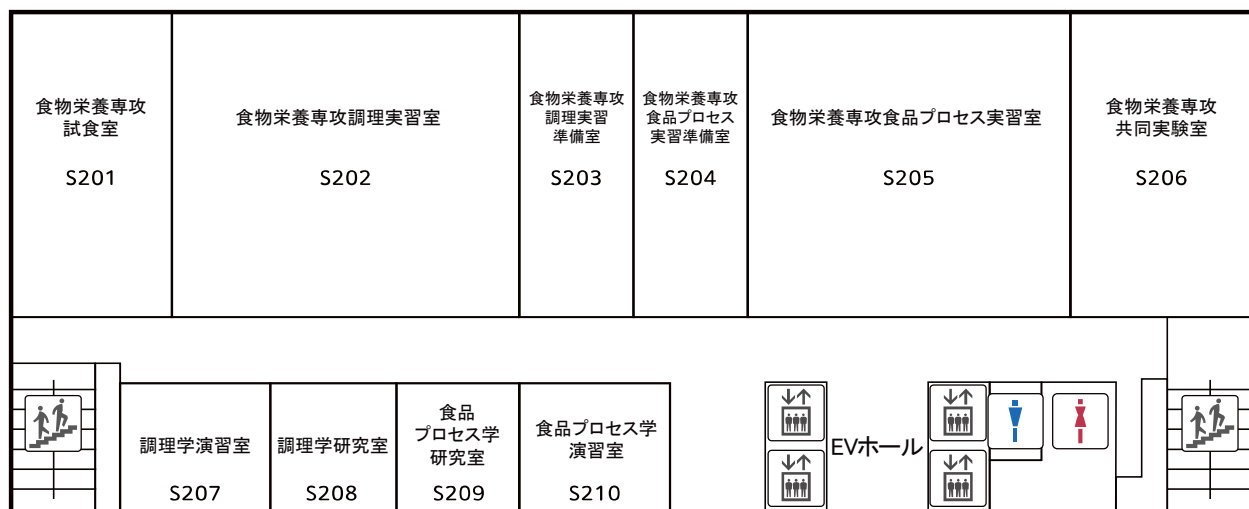 食物栄養専攻
試食室
S201
食物栄養専攻調理実習室
S202
食物栄養専攻
調理実習
準備室
S203
食物栄養専攻
食品プロセス
実習準備室
S204
食物栄養専攻食品プロセス実習室
S205
食物栄養専攻
共同実験室
S206
調理学演習室
S207
調理学研究室
S208
食品
プロセス学
研究室
S209
食品プロセス学
演習室
S210
EVホール